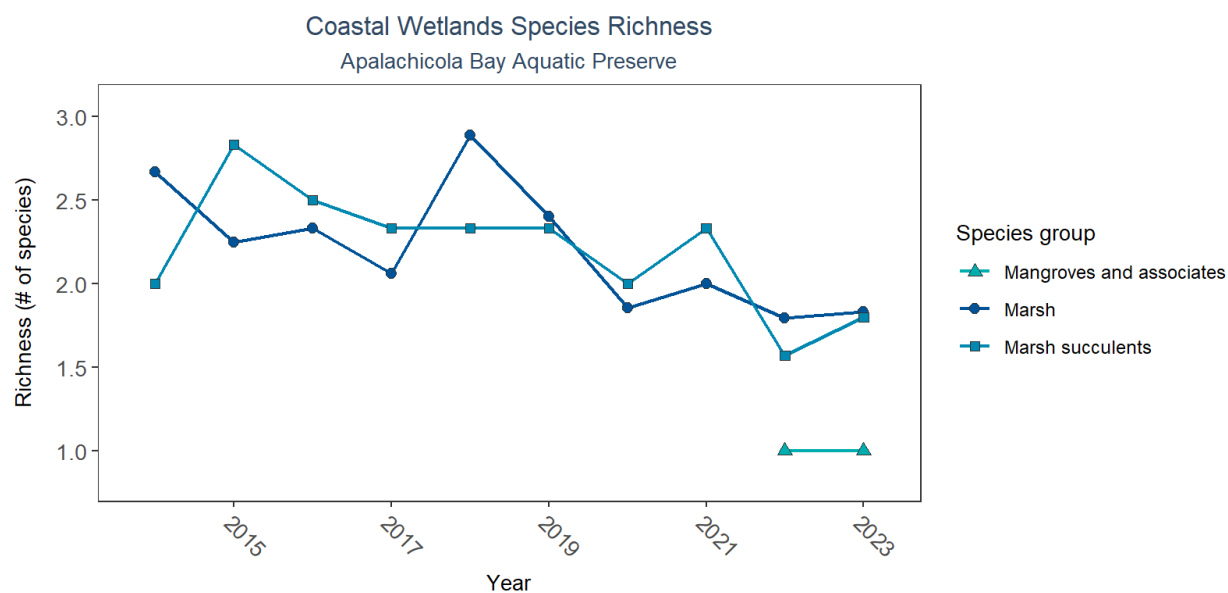 Coastal Wetlands Species Richness
Apalachicola Bay Aquatic Preserve
Richness (# of species)
3.0
2.5
2.0
1.5
1.0
2015
2017
2019
2021
2023
Year
Species group
Mangroves and associates
Marsh
Marsh succulents